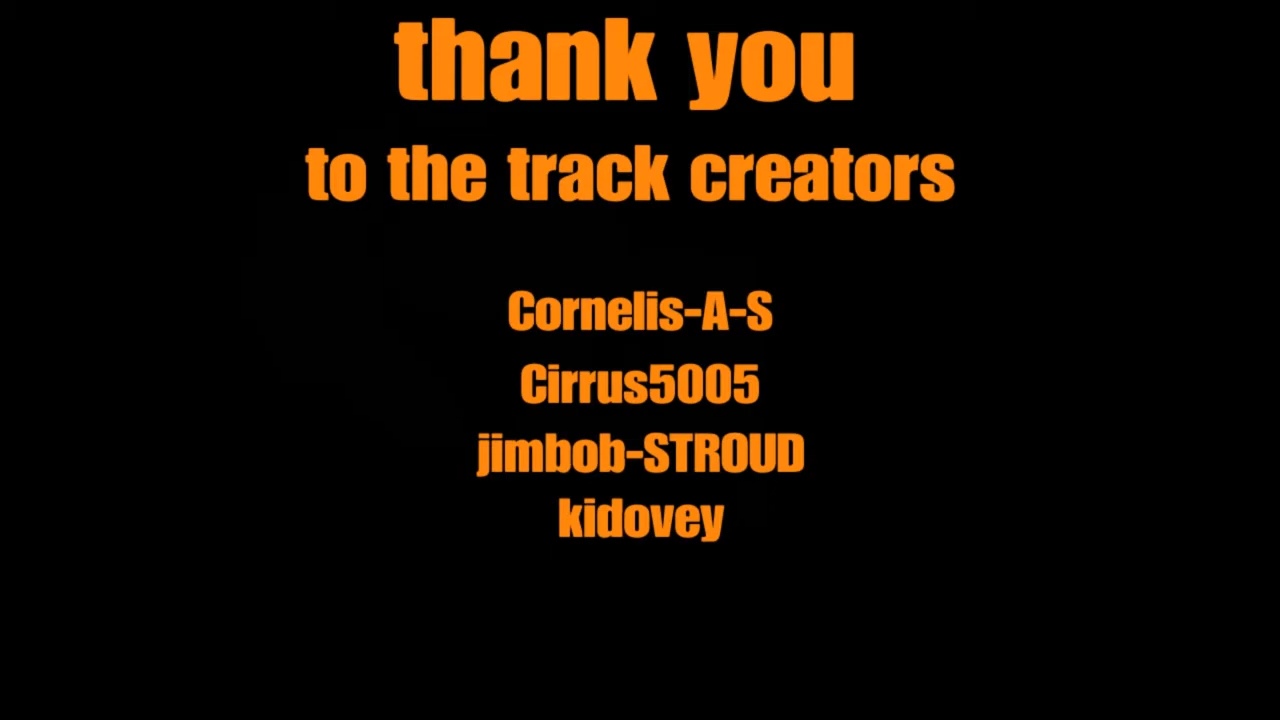 thank you
to the track creators
Cornelis-A-S
Cirrus5005
jimbob-STROUD
kidovey